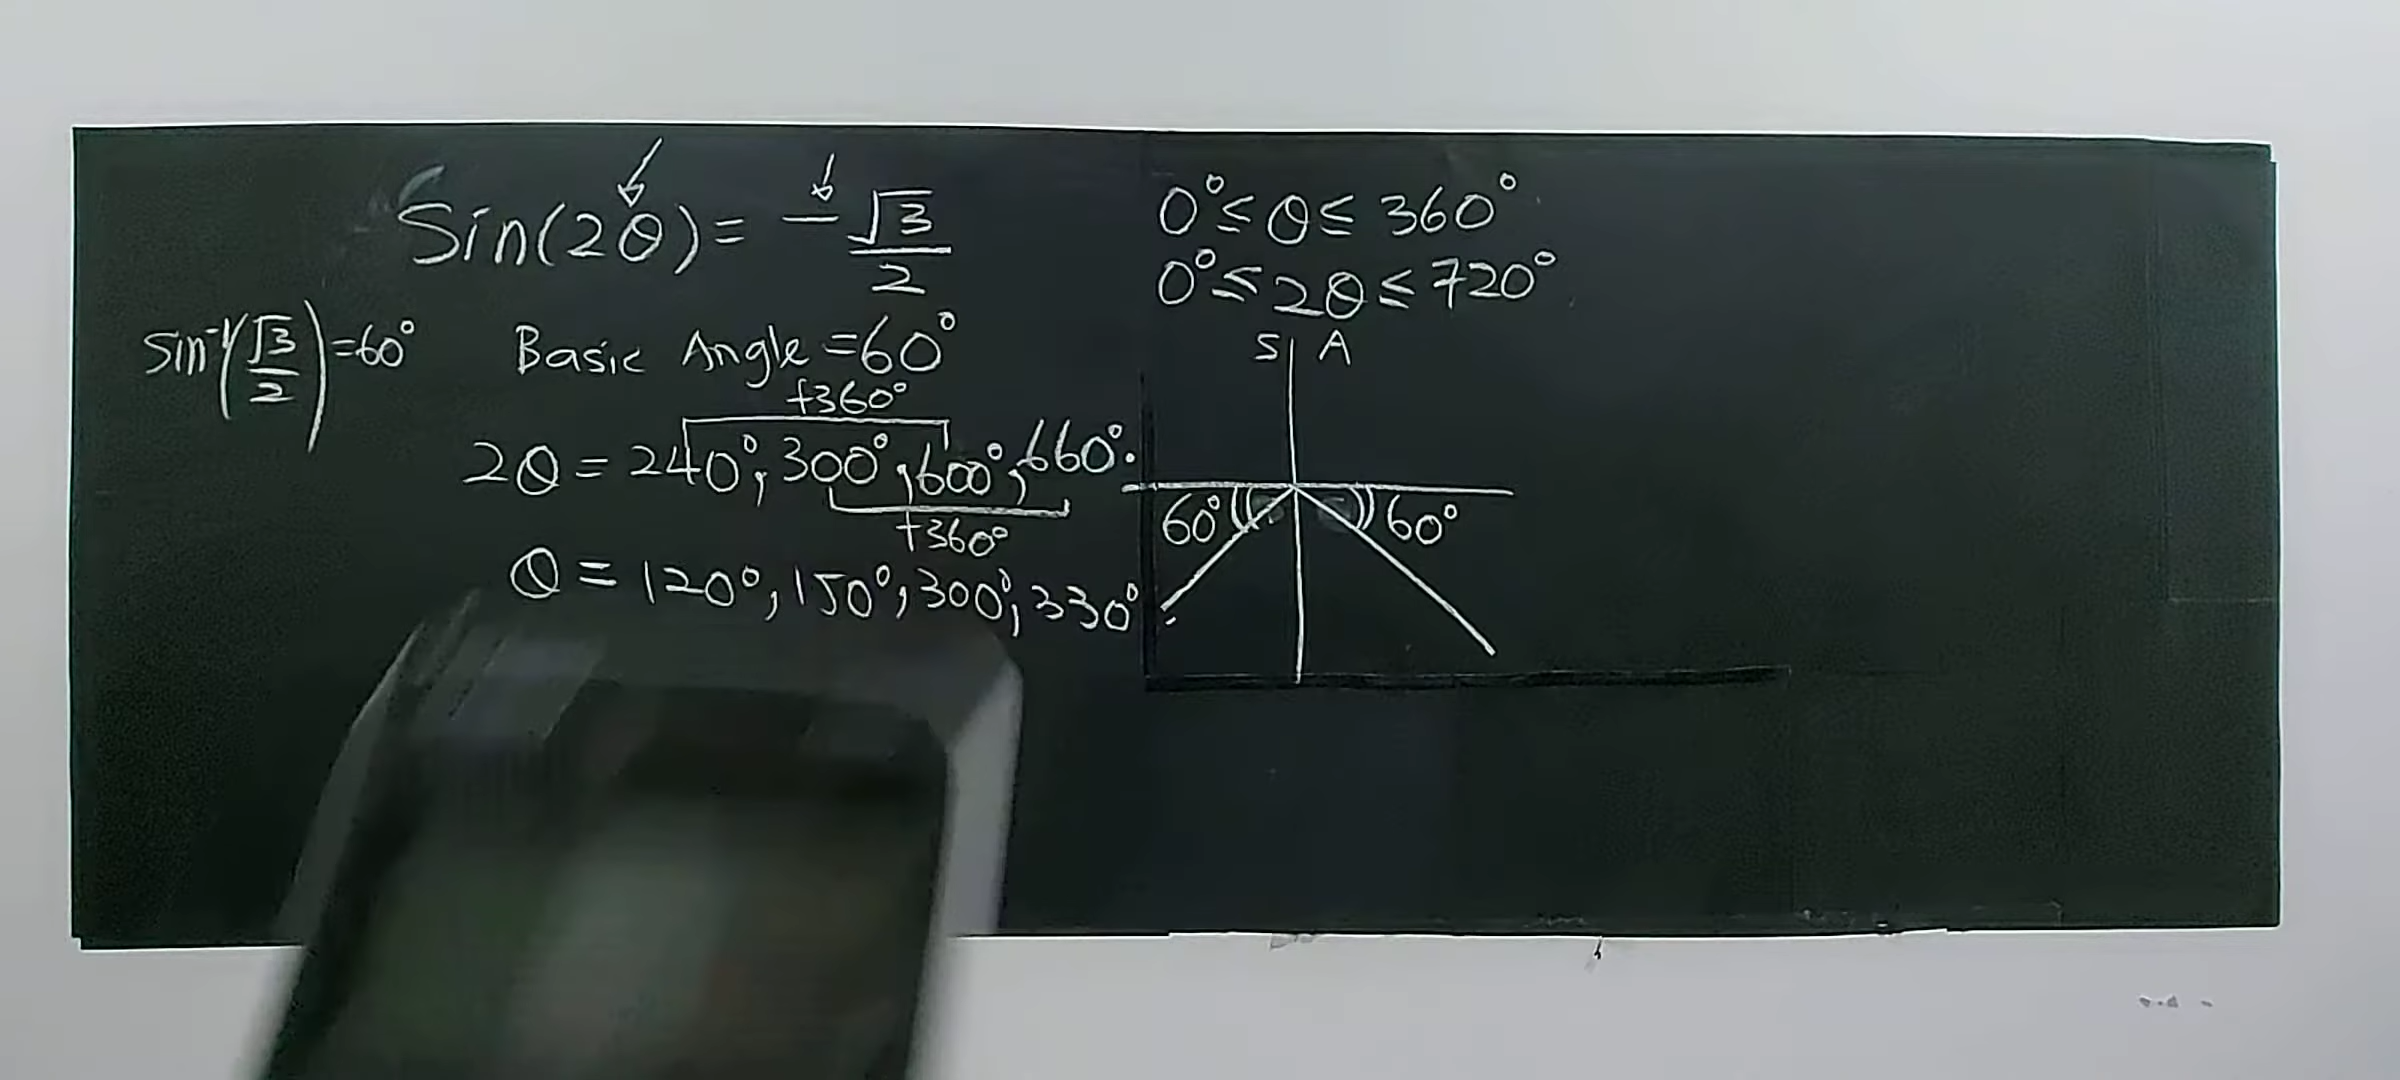 Sin(2θ) = -√3/2
0° ≤ θ ≤ 360°
0° ≤ 2θ ≤ 720°
sin⁻¹(√3/2) = 60°
Basic Angle = 60°
+360°
2θ = 240°, 300°, 600°, 660°.
+360°
θ = 120°, 150°, 300°, 330°.
S A
60° 60°